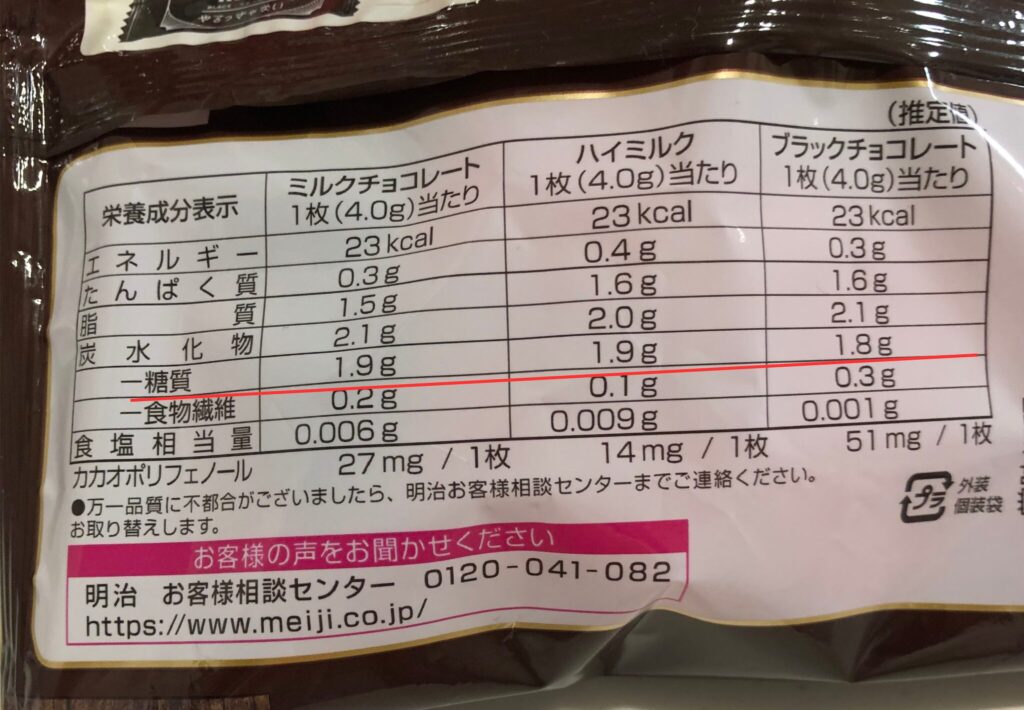 (推定値)
栄養成分表示 ミルクチョコレート 1枚(4.0g)当たり ハイミルク 1枚(4.0g)当たり ブラックチョコレート 1枚(4.0g)当たり
エネルギー 23kcal 23kcal 23kcal
たんぱく質 0.3g 0.4g 0.3g
脂質 1.5g 1.6g 1.6g
炭水化物 2.1g 2.0g 2.1g
―糖質 1.9g 1.9g 1.8g
―食物繊維 0.2g 0.1g 0.3g
食塩相当量 0.006g 0.009g 0.001g
カカオポリフェノール 27mg / 1枚 14mg / 1枚 51mg / 1枚
●万一品質に不都合がございましたら、明治お客様相談センターまでご連絡ください。
お取り替えします。
プラ 外装 個装袋
お客様の声をお聞かせください
明治 お客様相談センター 0120-041-082
https://www.meiji.co.jp/